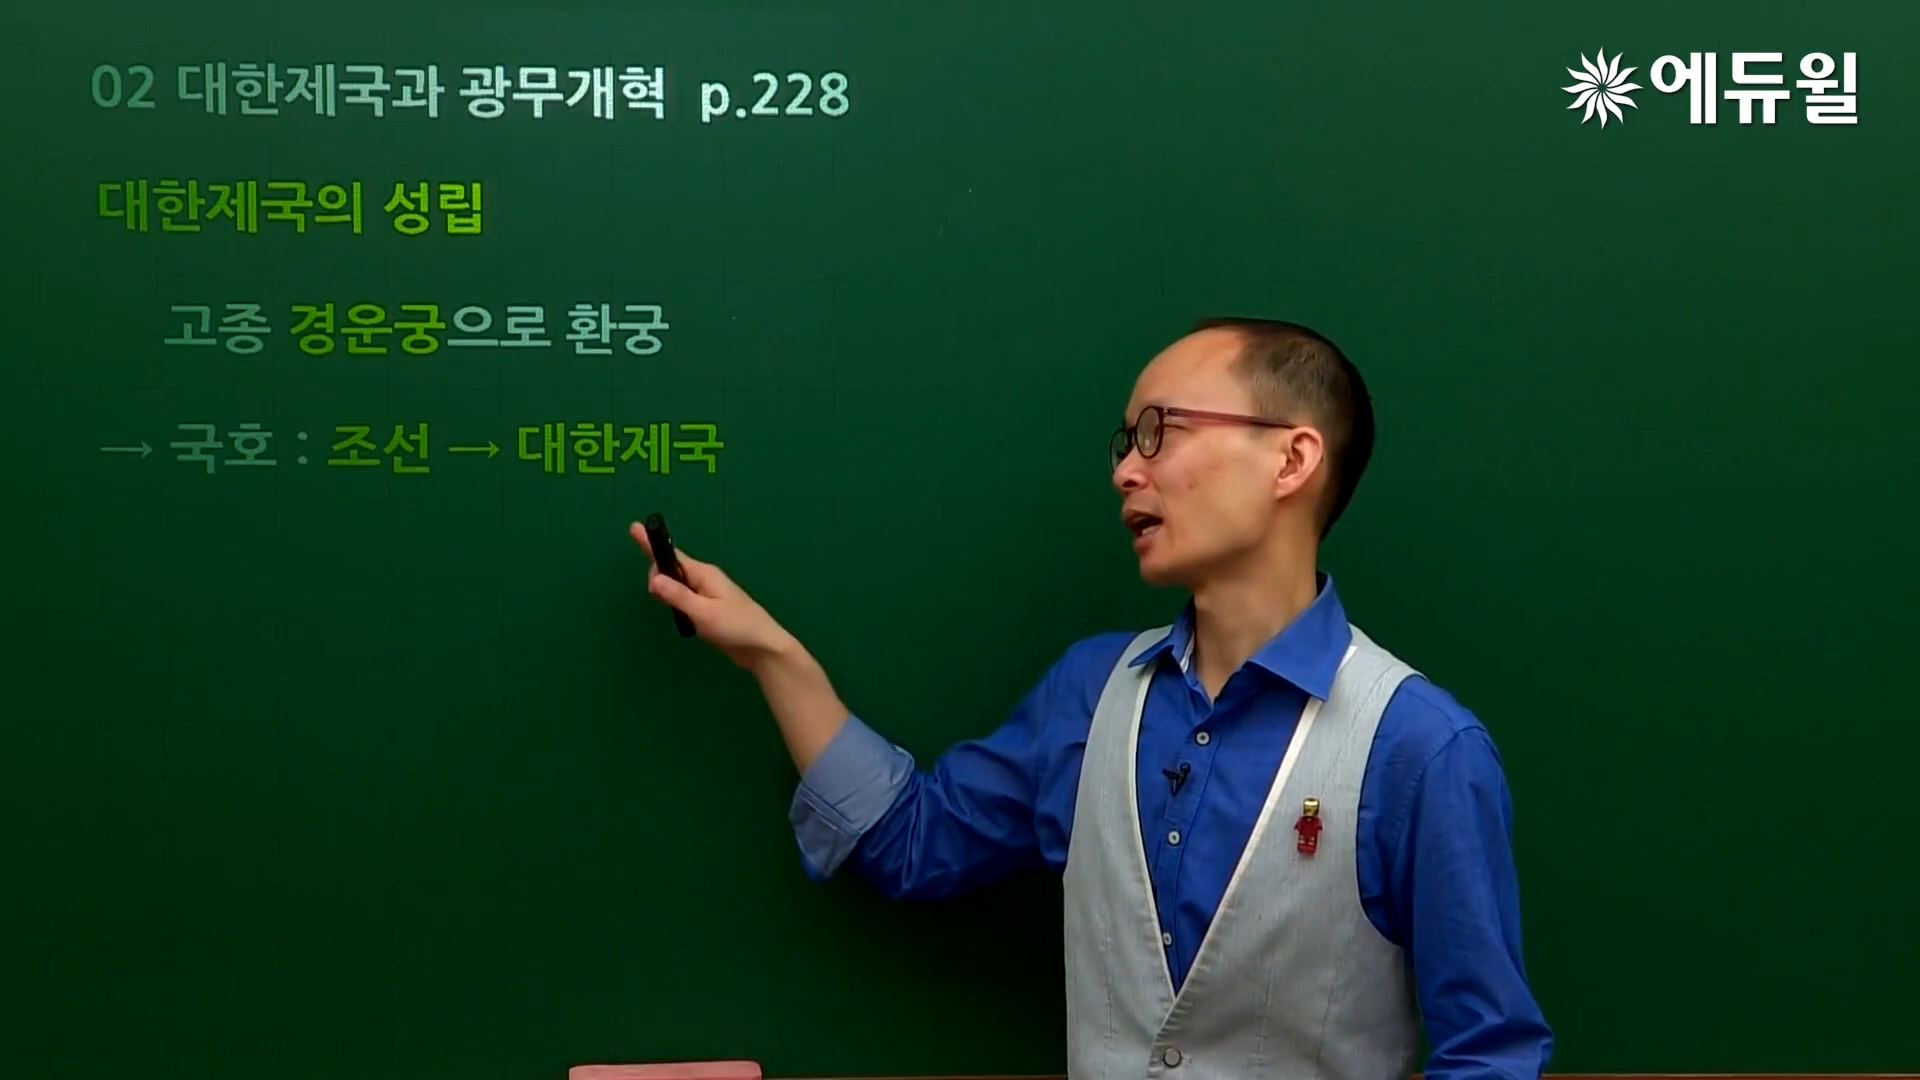 02 대한제국과 광무개혁 p.228
에듀윌
대한제국의 성립
고종 경운궁으로 환궁
→ 국호 : 조선 → 대한제국